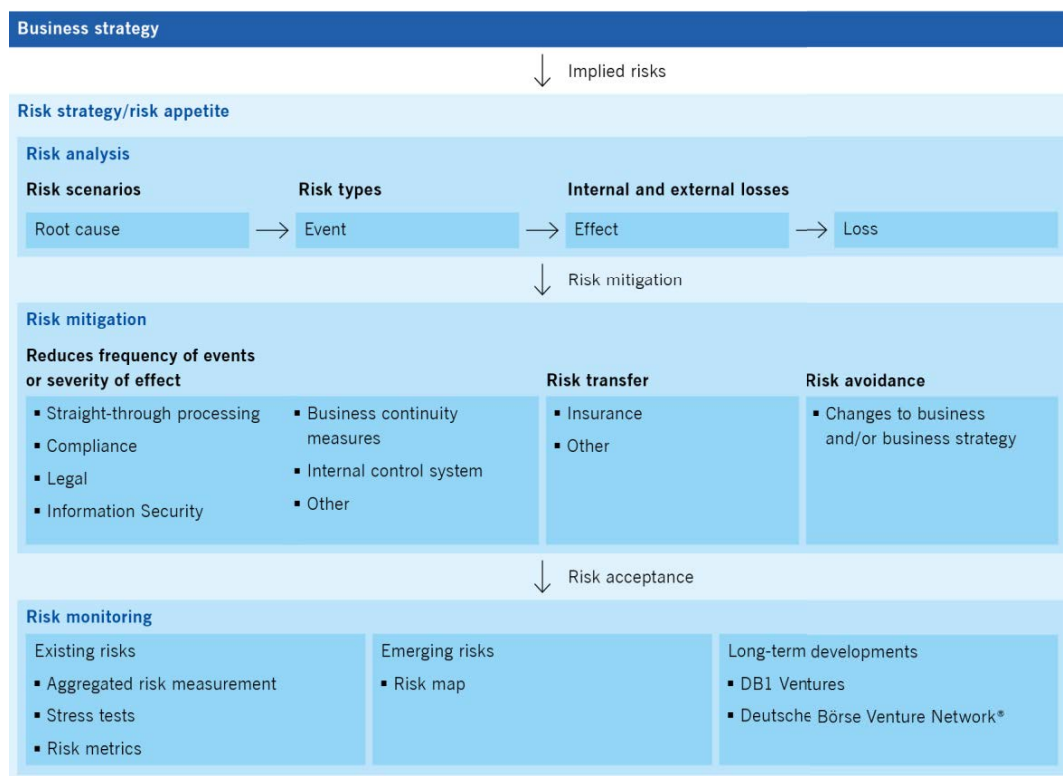 Business strategy
Implied risks
Risk strategy/risk appetite
Risk analysis
Risk scenarios
Risk types
Internal and external losses
Root cause
Event
Effect
Loss
Risk mitigation
Risk mitigation
Reduces frequency of events
or severity of effect
▪ Straight-through processing
▪ Compliance
▪ Legal
▪ Information Security
▪ Business continuity
measures
▪ Internal control system
▪ Other
Risk transfer
▪ Insurance
▪ Other
Risk avoidance
▪ Changes to business
and/or business strategy
Risk acceptance
Risk monitoring
Existing risks
▪ Aggregated risk measurement
▪ Stress tests
▪ Risk metrics
Emerging risks
▪ Risk map
Long-term developments
▪ DB1 Ventures
▪ Deutsche Börse Venture Network®